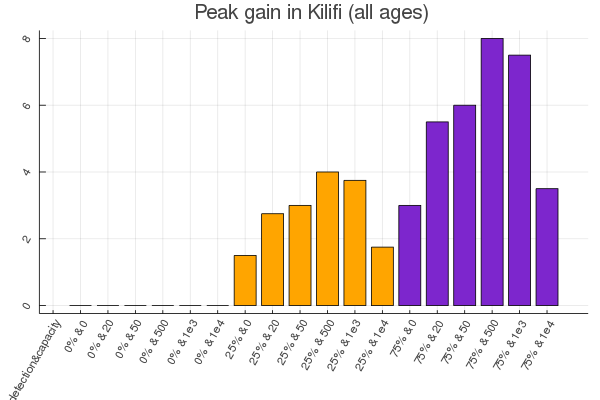 Peak gain in Kilifi (all ages)
8
6
4
2
0
detection&capacity
0% & 0
0% & 20
0% & 50
0% & 500
0% & 1e3
0% & 1e4
25% & 0
25% & 20
25% & 50
25% & 500
25% & 1e3
25% & 1e4
75% & 0
75% & 20
75% & 50
75% & 500
75% & 1e3
75% & 1e4